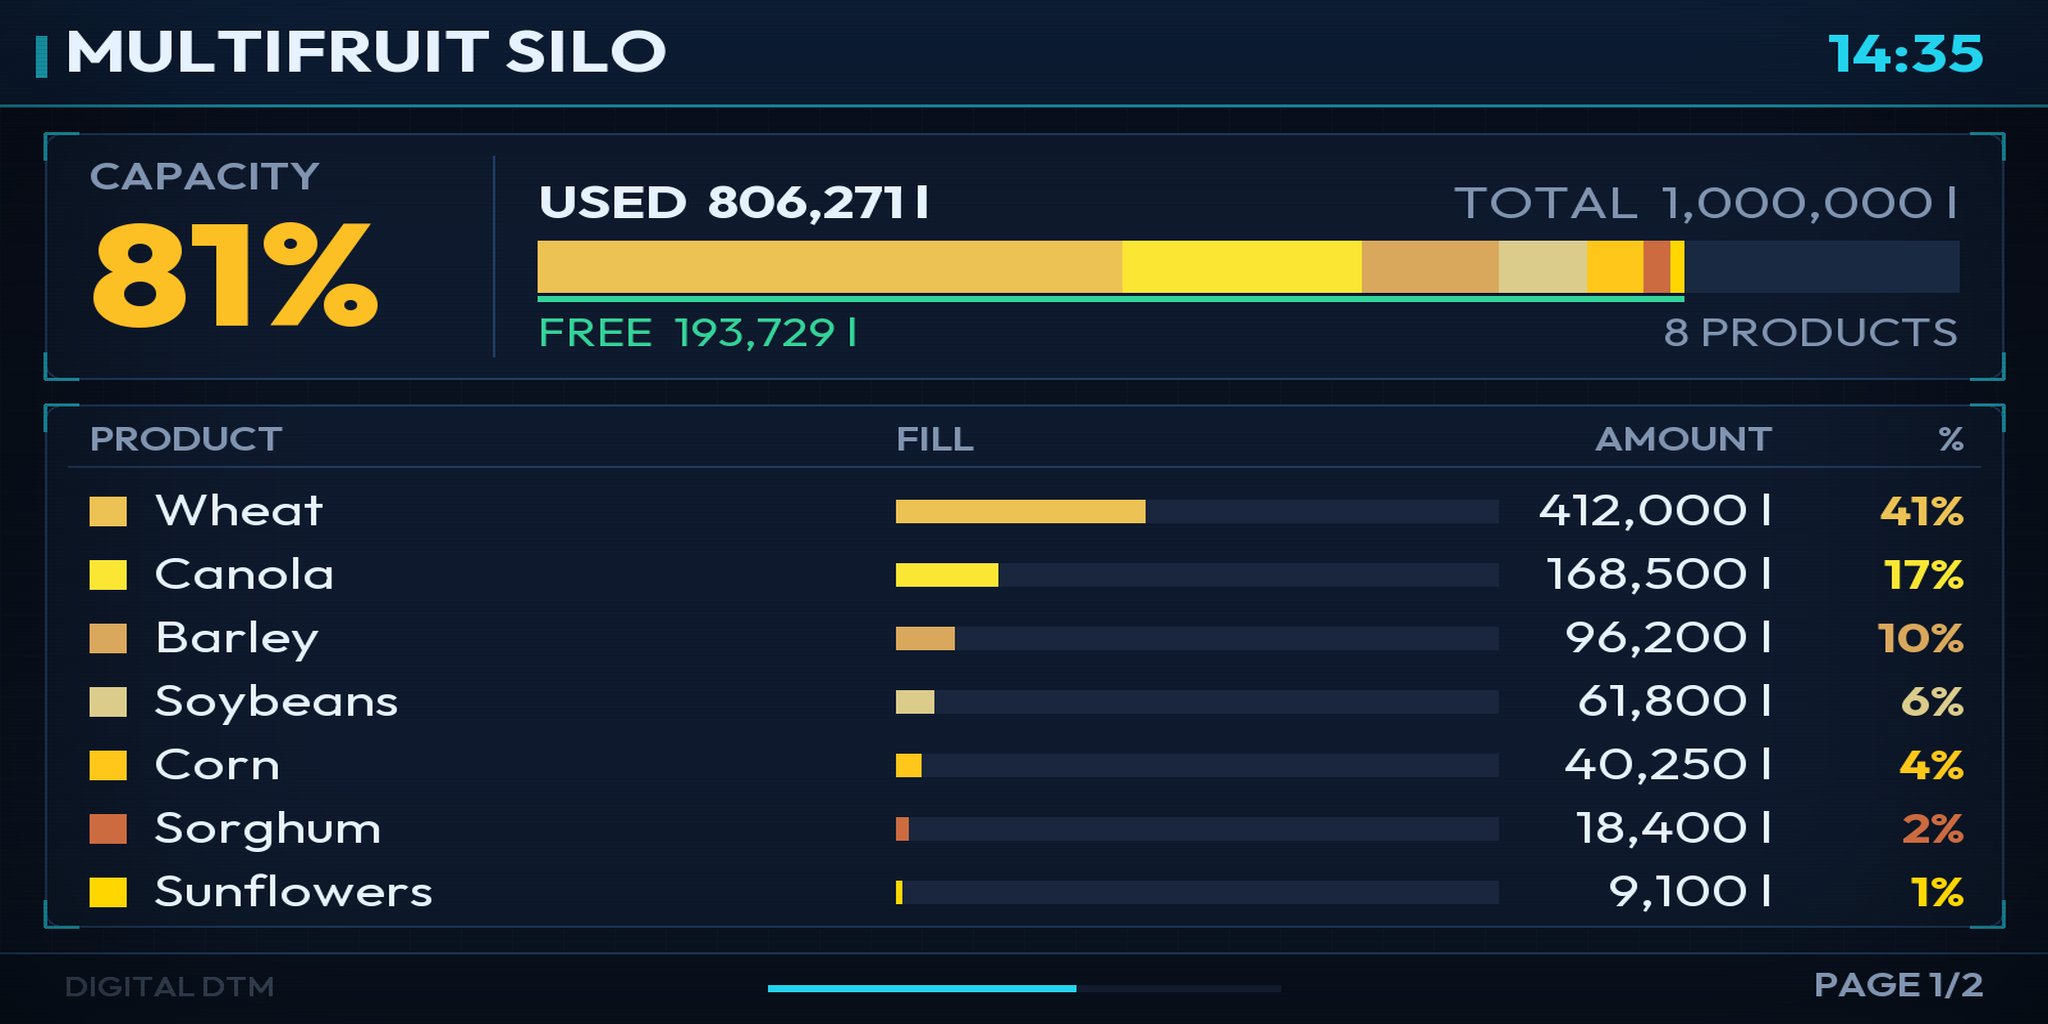 MULTIFRUIT SILO 14:35
CAPACITY
81%
USED 806,271 l TOTAL 1,000,000 l
FREE 193,729 l 8 PRODUCTS
PRODUCT FILL AMOUNT %
Wheat 412,000 l 41%
Canola 168,500 l 17%
Barley 96,200 l 10%
Soybeans 61,800 l 6%
Corn 40,250 l 4%
Sorghum 18,400 l 2%
Sunflowers 9,100 l 1%
DIGITAL DTM PAGE 1/2